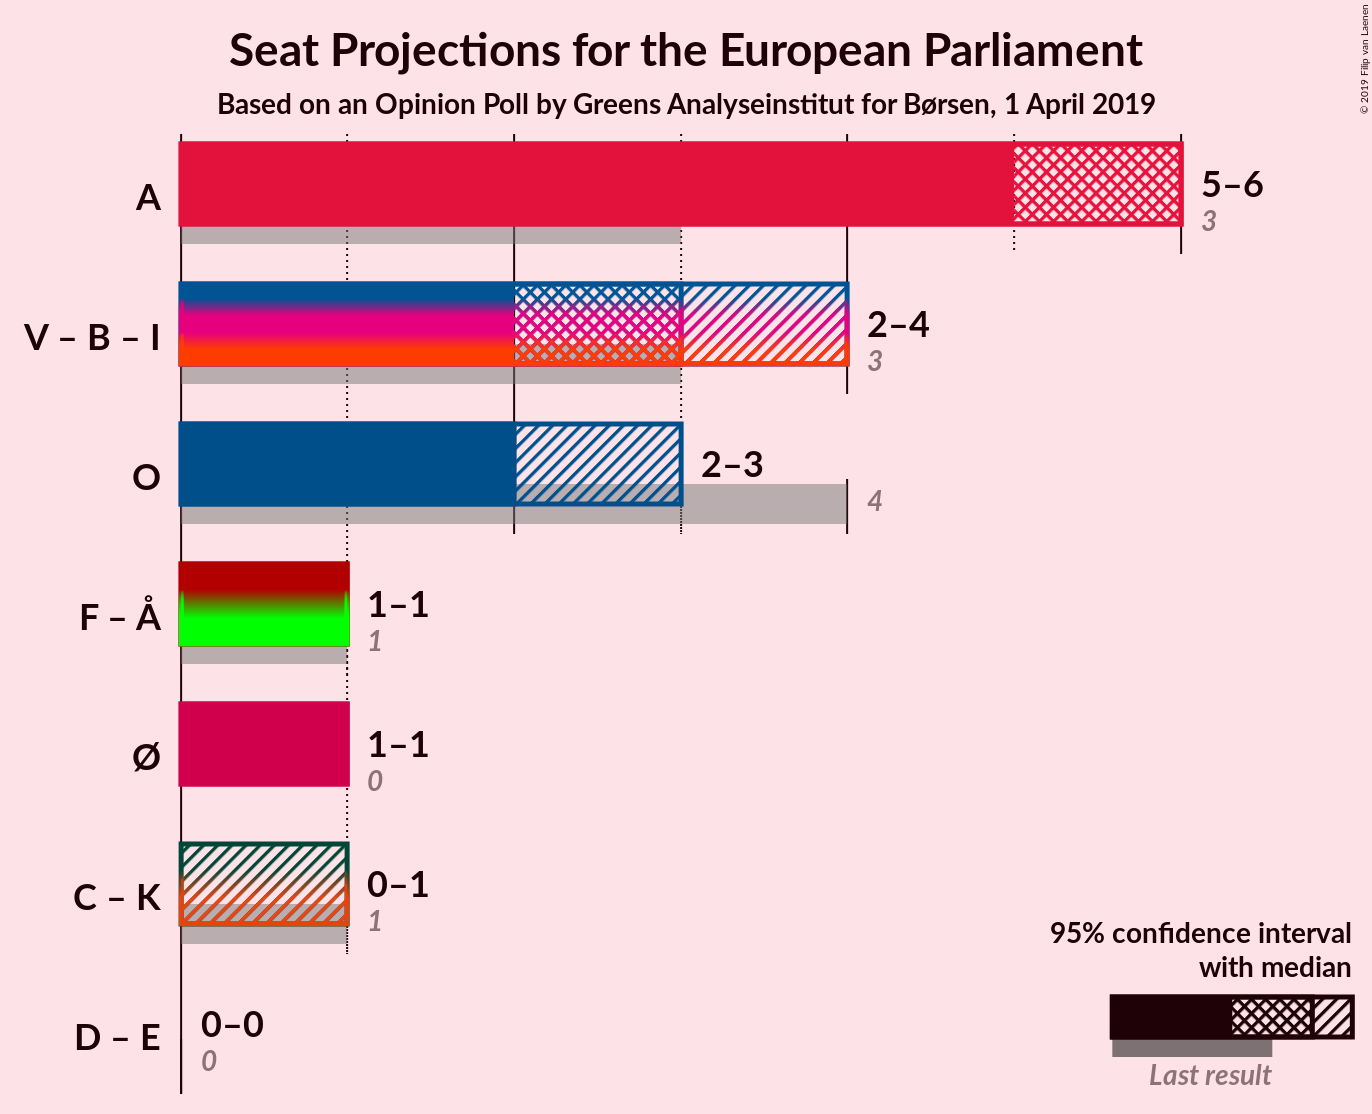 Seat Projections for the European Parliament
Based on an Opinion Poll by Greens Analyseinstitut for Børsen, 1 April 2019
© 2019 Filip van Laenen
A
5–6
3
V – B – I
2–4
3
O
2–3
4
F – Å
1–1
1
Ø
1–1
0
C – K
0–1
1
D – E
0–0
0
95% confidence interval
with median
Last result